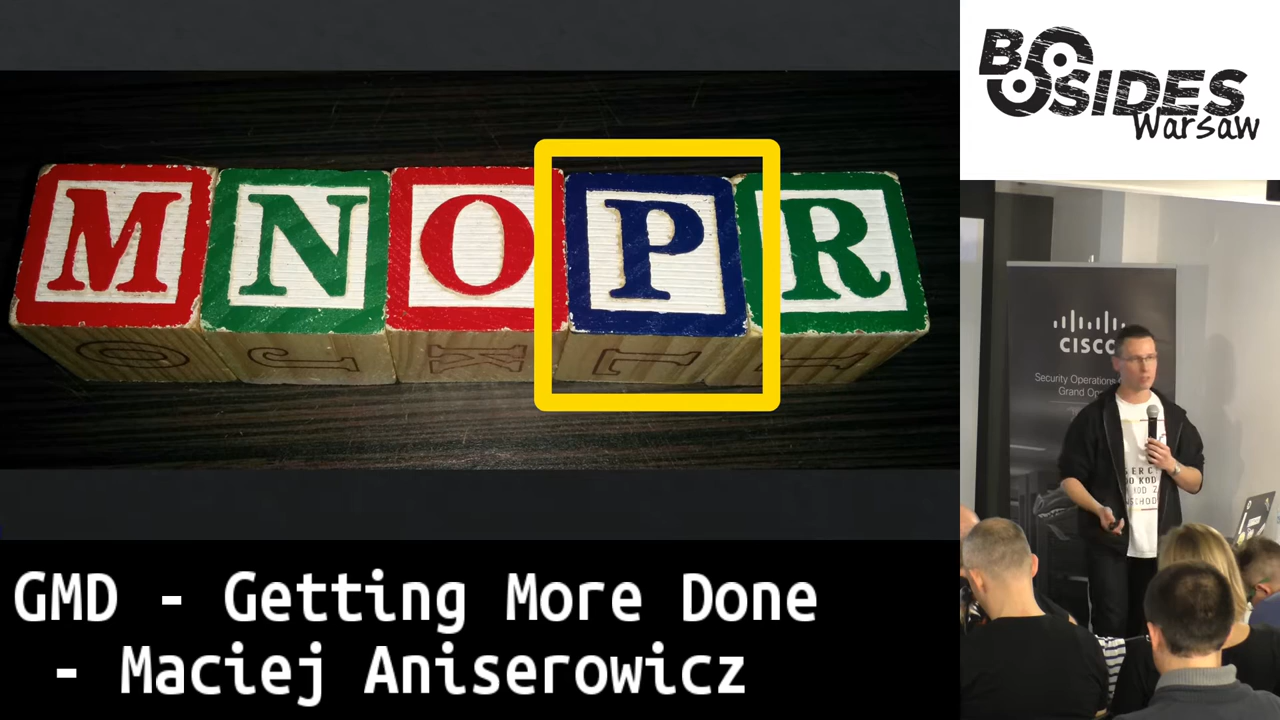 M N O P R
BSIDES
Warsaw
CISCO
Security Operations
GMD - Getting More Done
- Maciej Aniserowicz